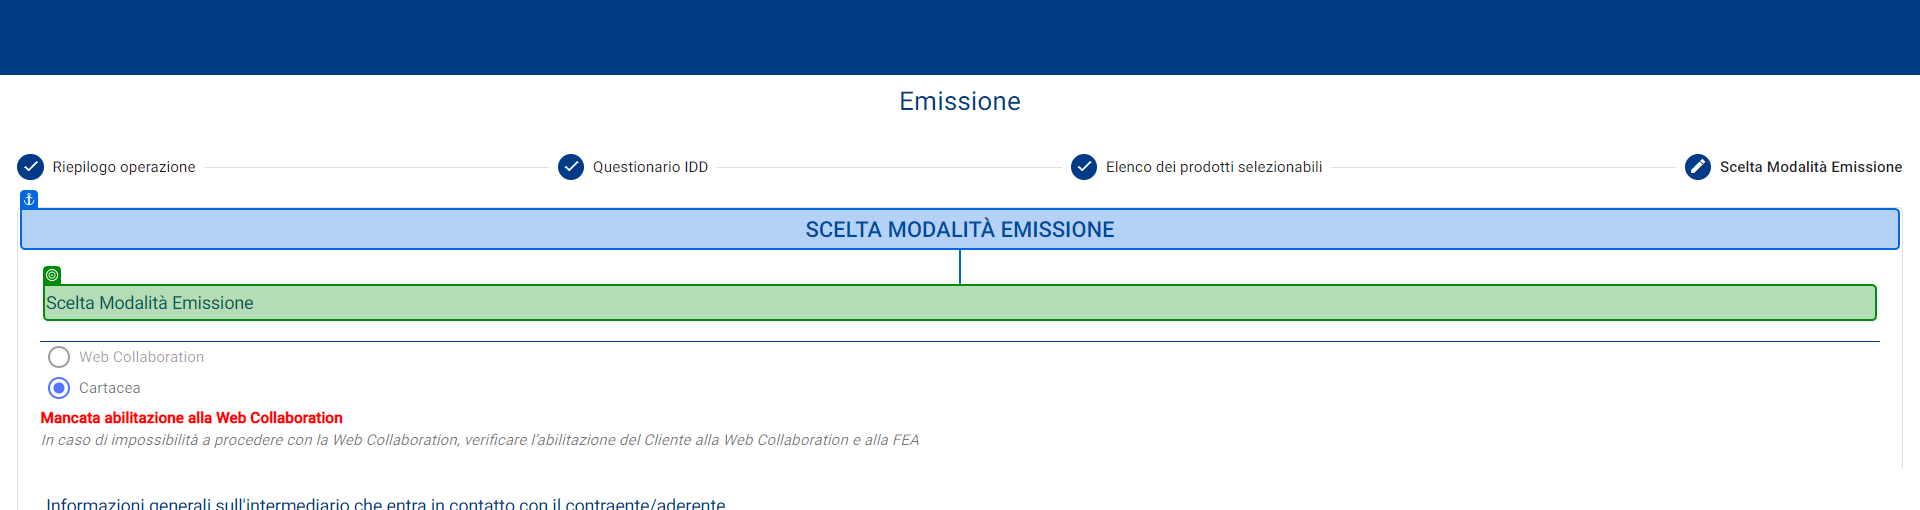 Emissione
Riepilogo operazione Questionario IDD Elenco dei prodotti selezionabili Scelta Modalità Emissione
SCELTA MODALITÀ EMISSIONE
Scelta Modalità Emissione
Web Collaboration
Cartacea
Mancata abilitazione alla Web Collaboration
In caso di impossibilità a procedere con la Web Collaboration, verificare l'abilitazione del Cliente alla Web Collaboration e alla FEA
Informazioni generali sull'intermediario che entra in contatto con il contraente/aderente